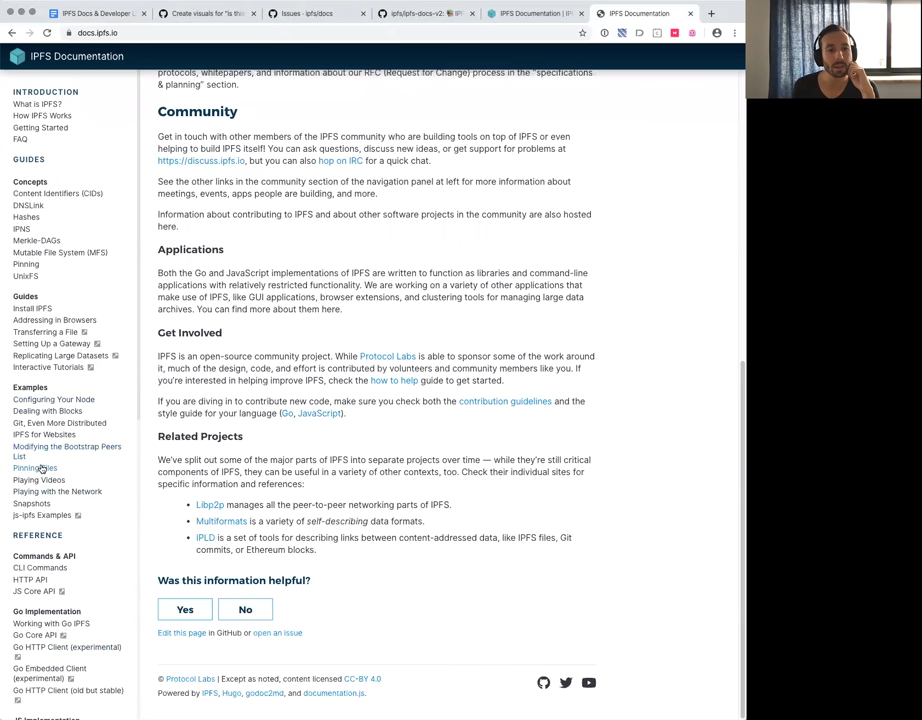 IPFS Docs & Developer L
Create visuals for "is this
Issues · ipfs/docs
ipfs/ipfs-docs-v2:
IPFS Documentation |
IPFS Documentation
docs.ipfs.io
IPFS Documentation
INTRODUCTION
What is IPFS?
How IPFS Works
Getting Started
FAQ
GUIDES
Concepts
Content Identifiers (CIDs)
DNSLink
Hashes
IPNS
Merkle-DAGs
Mutable File System (MFS)
Pinning
UnixFS
Guides
Install IPFS
Addressing in Browsers
Transferring a File
Setting Up a Gateway
Replicating Large Datasets
Interactive Tutorials
Examples
Configuring Your Node
Dealing with Blocks
Git, Even More Distributed
IPFS for Websites
Modifying the Bootstrap Peers
List
Pinning Files
Playing Videos
Playing with the Network
Snapshots
js-ipfs Examples
REFERENCE
Commands & API
CLI Commands
HTTP API
JS Core API
Go Implementation
Working with Go IPFS
Go Core API
Go HTTP Client (experimental)
Go Embedded Client
(experimental)
Go HTTP Client (old but stable)
JS Implementation
protocols, whitepapers, and information about our RFC (Request for Change) process in the "specifications
& planning" section.
Community
Get in touch with other members of the IPFS community who are building tools on top of IPFS or even
helping to build IPFS itself! You can ask questions, discuss new ideas, or get support for problems at
https://discuss.ipfs.io, but you can also hop on IRC for a quick chat.
See the other links in the community section of the navigation panel at left for more information about
meetings, events, apps people are building, and more.
Information about contributing to IPFS and about other software projects in the community are also hosted
here.
Applications
Both the Go and JavaScript implementations of IPFS are written to function as libraries and command-line
applications with relatively restricted functionality. We are working on a variety of other applications that
make use of IPFS, like GUI applications, browser extensions, and clustering tools for managing large data
archives. You can find more about them here.
Get Involved
IPFS is an open-source community project. While Protocol Labs is able to sponsor some of the work around
it, much of the design, code, and effort is contributed by volunteers and community members like you. If
you're interested in helping improve IPFS, check the how to help guide to get started.
If you are diving in to contribute new code, make sure you check both the contribution guidelines and the
style guide for your language (Go, JavaScript).
Related Projects
We've split out some of the major parts of IPFS into separate projects over time — while they're still critical
components of IPFS, they can be useful in a variety of other contexts, too. Check their individual sites for
specific information and references:
• Libp2p manages all the peer-to-peer networking parts of IPFS.
• Multiformats is a variety of self-describing data formats.
• IPLD is a set of tools for describing links between content-addressed data, like IPFS files, Git
commits, or Ethereum blocks.
Was this information helpful?
Yes
No
Edit this page in GitHub or open an issue
© Protocol Labs | Except as noted, content licensed CC-BY 4.0
Powered by IPFS, Hugo, godoc2md, and documentation.js.